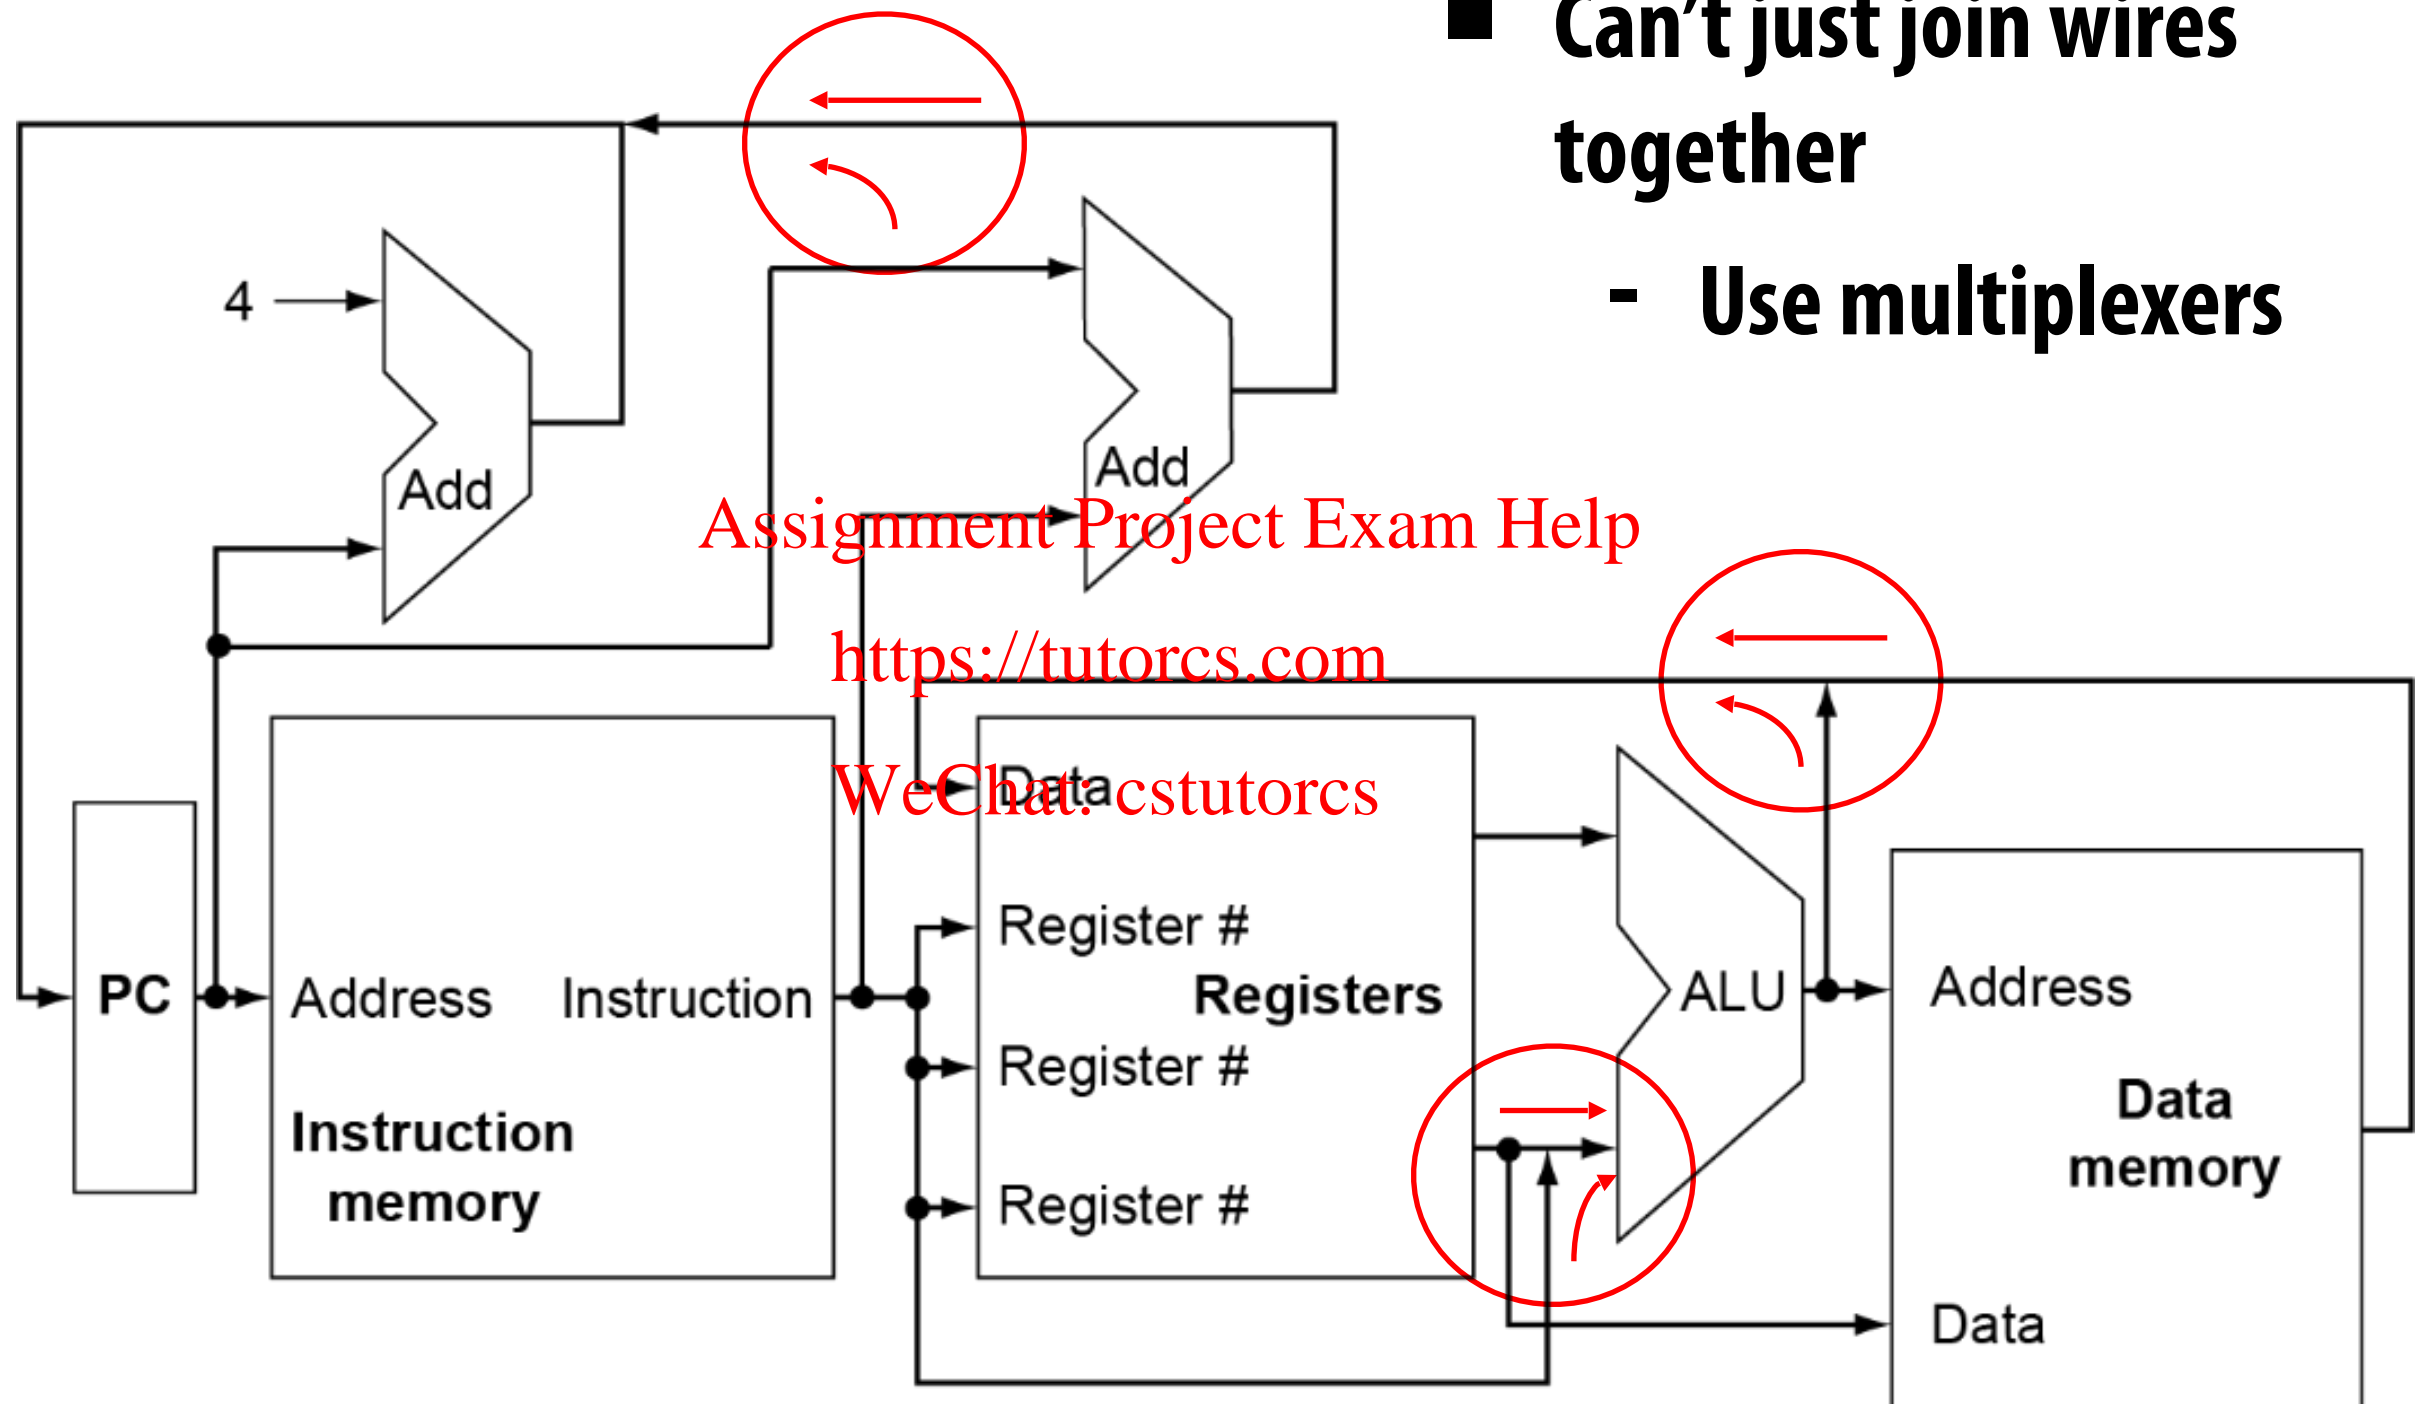 ■ Can't just join wires
together
- Use multiplexers
4
Add
Add
Assignment Project Exam Help
https://tutorcs.com
WeChat: cstutorcs
Data
Register #
PC
Address
Instruction
Registers
ALU
Address
Register #
Instruction
memory
Data
memory
Register #
Data